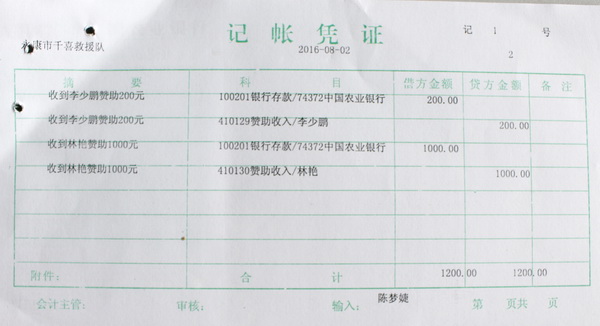 记帐凭证
记 1 号
永康市千喜救援队
2016-08-02
2
摘要 科目 借方金额 贷方金额 备注
收到李少鹏赞助200元 100201银行存款/74372中国农业银行 200.00
收到李少鹏赞助200元 410129赞助收入/李少鹏 200.00
收到林艳赞助1000元 100201银行存款/74372中国农业银行 1000.00
收到林艳赞助1000元 410130赞助收入/林艳 1000.00
附件: 合计 1200.00 1200.00
会计主管: 审核: 输入: 陈梦婕 第 页共 页